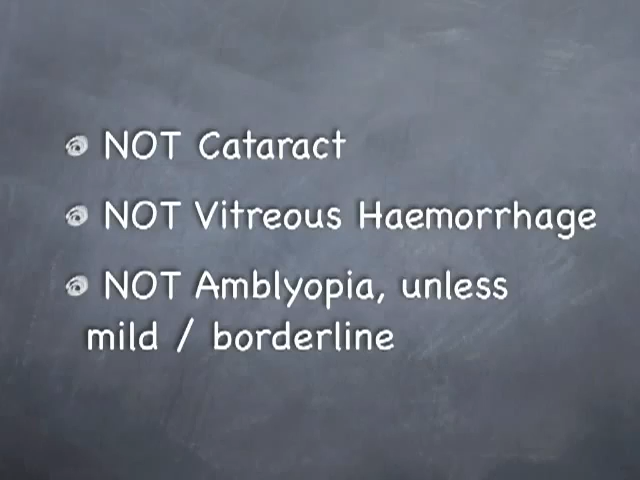 NOT Cataract
NOT Vitreous Haemorrhage
NOT Amblyopia, unless
mild / borderline